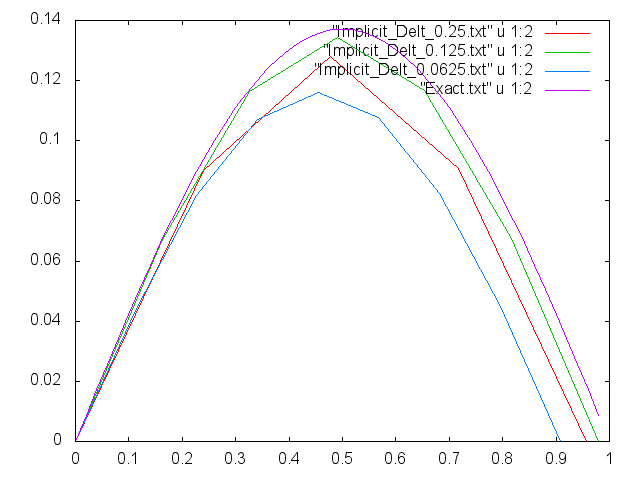 0.14
0.12
0.1
0.08
0.06
0.04
0.02
0
0 0.1 0.2 0.3 0.4 0.5 0.6 0.7 0.8 0.9 1
"Implicit_Delt_0.25.txt" u 1:2
"Implicit_Delt_0.125.txt" u 1:2
"Implicit_Delt_0.0625.txt" u 1:2
"Exact.txt" u 1:2